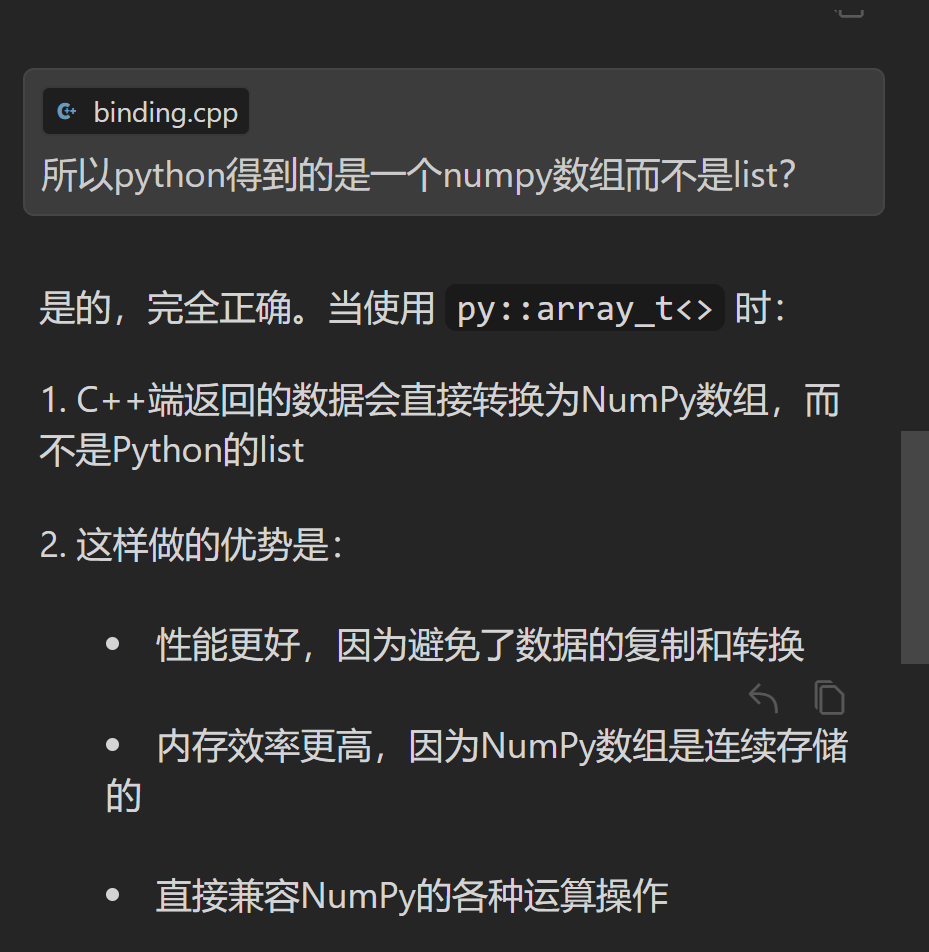 binding.cpp
所以python得到的是一个numpy数组而不是list?
是的，完全正确。当使用 py::array_t<> 时：
1. C++端返回的数据会直接转换为NumPy数组，而
不是Python的list
2. 这样做的优势是：
• 性能更好，因为避免了数据的复制和转换
• 内存效率更高，因为NumPy数组是连续存储
的
• 直接兼容NumPy的各种运算操作